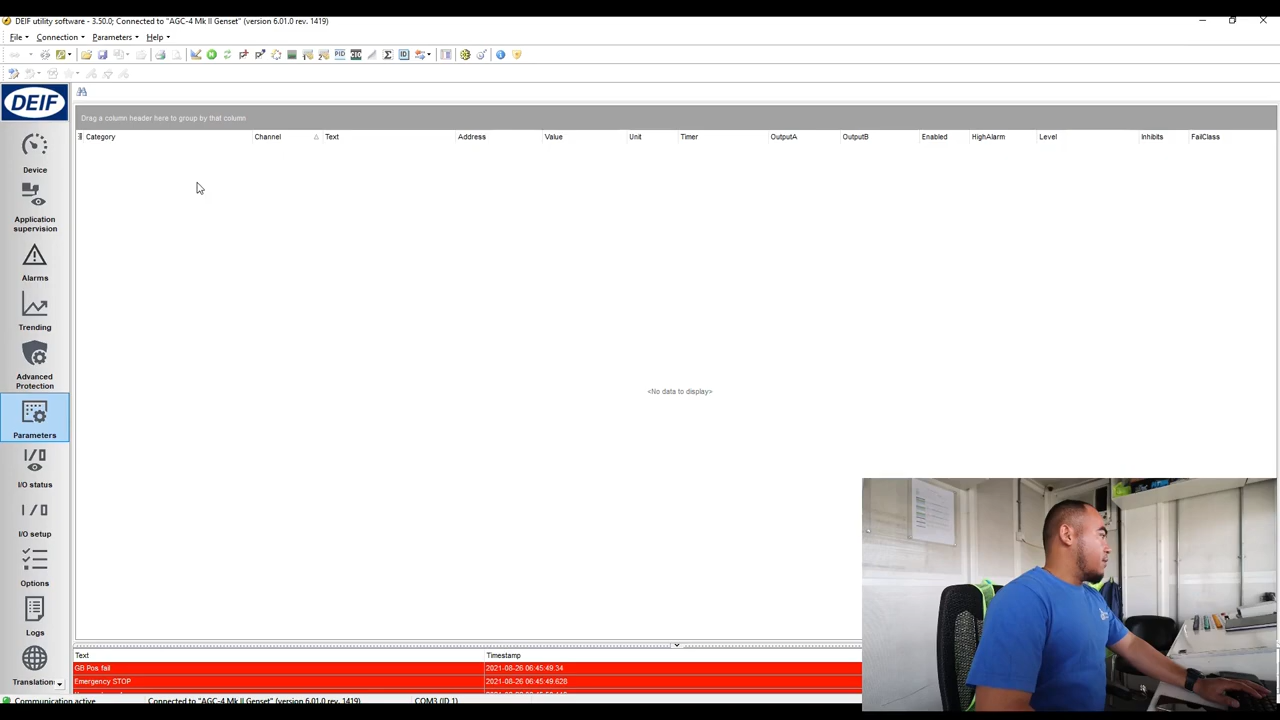 DEIF utility software - 3.50.0; Connected to "AGC-4 Mk II Genset" (version 6.01.0 rev. 1419)
File Connection Parameters Help
PID
ID
DEIF
Drag a column header here to group by that column
Category Channel Text Address Value Unit Timer OutputA OutputB Enabled HighAlarm Level Inhibits FailClass
Device
Application
supervision
Alarms
Trending
Advanced
Protection
Parameters
I/O status
I/O setup
Options
Logs
Translations
<No data to display>
Text Timestamp
GB Pos fail 2021-08-26 06:45:49.34
Emergency STOP 2021-08-26 06:45:49.628
Communication active Connected to "AGC-4 Mk II Genset" (version 6.01.0 rev. 1419) COM3 (ID 1)